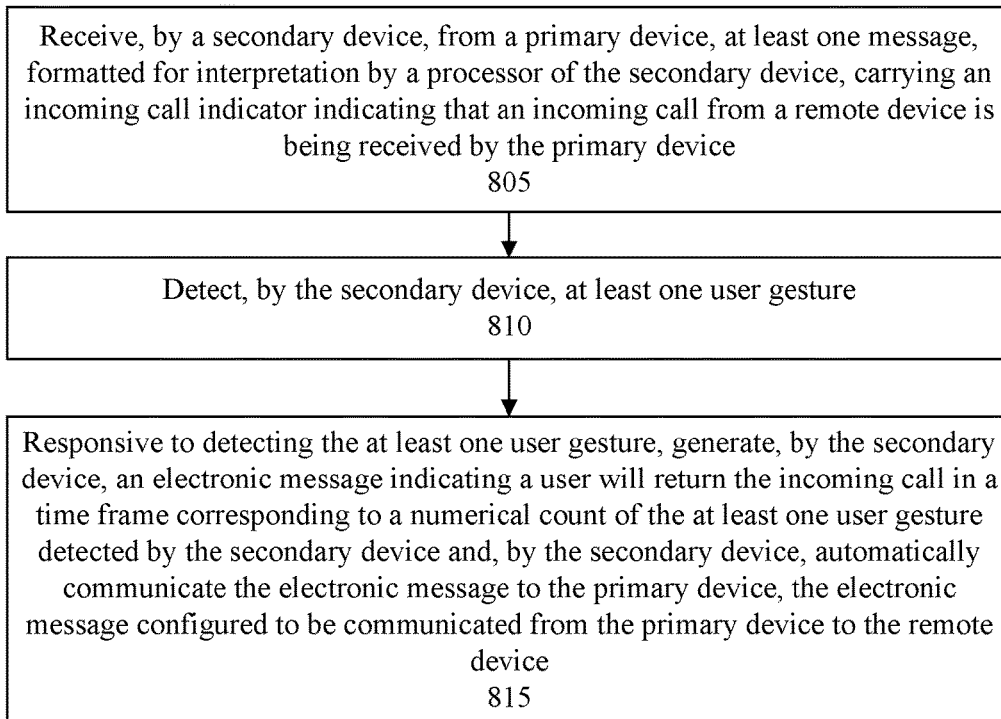 Receive, by a secondary device, from a primary device, at least one message,
formatted for interpretation by a processor of the secondary device, carrying an
incoming call indicator indicating that an incoming call from a remote device is
being received by the primary device
805
Detect, by the secondary device, at least one user gesture
810
Responsive to detecting the at least one user gesture, generate, by the secondary
device, an electronic message indicating a user will return the incoming call in a
time frame corresponding to a numerical count of the at least one user gesture
detected by the secondary device and, by the secondary device, automatically
communicate the electronic message to the primary device, the electronic
message configured to be communicated from the primary device to the remote
device
815